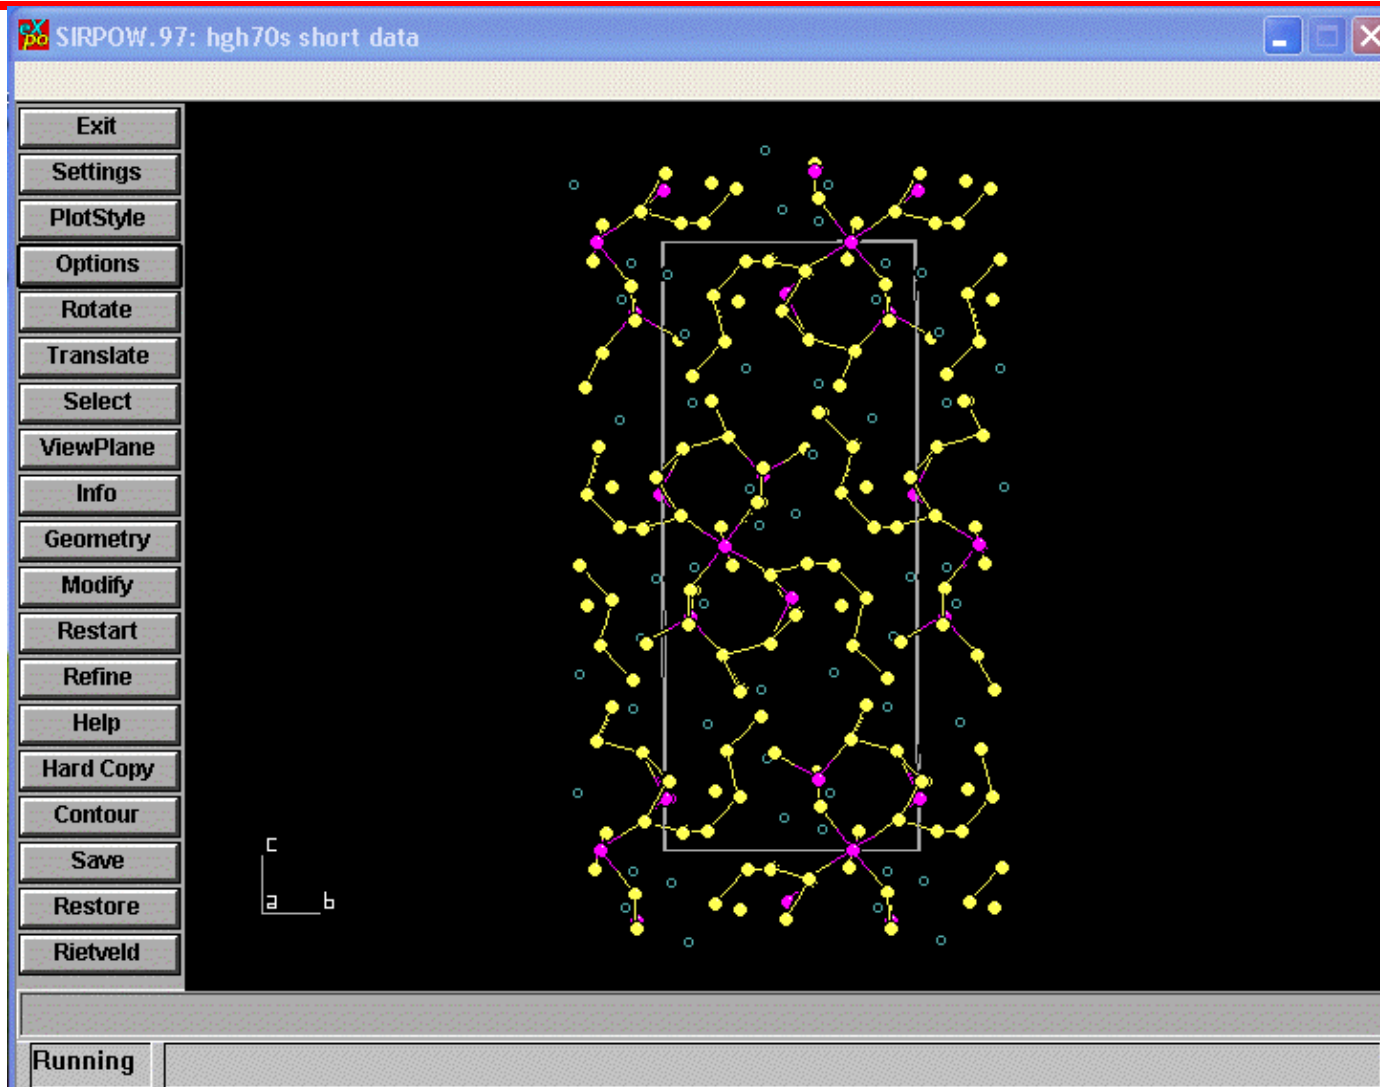 expo SIRPOW.97: hgh70s short data
Exit
Settings
PlotStyle
Options
Rotate
Translate
Select
ViewPlane
Info
Geometry
Modify
Restart
Refine
Help
Hard Copy
Contour
Save
Restore
Rietveld
c
a b
Running